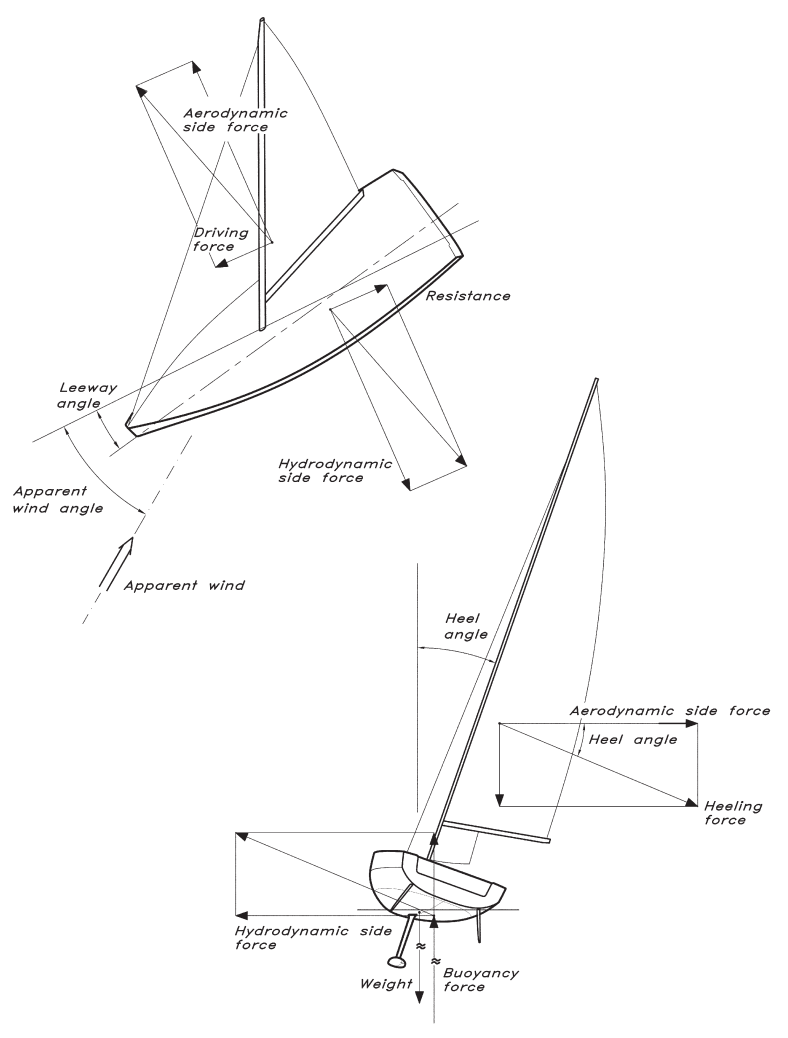 Aerodynamic
side force
Driving
force
Resistance
Leeway
angle
Hydrodynamic
side force
Apparent
wind angle
Apparent wind
Heel
angle
Aerodynamic side force
Heel angle
Heeling
force
Hydrodynamic side
force
Weight
Buoyancy
force